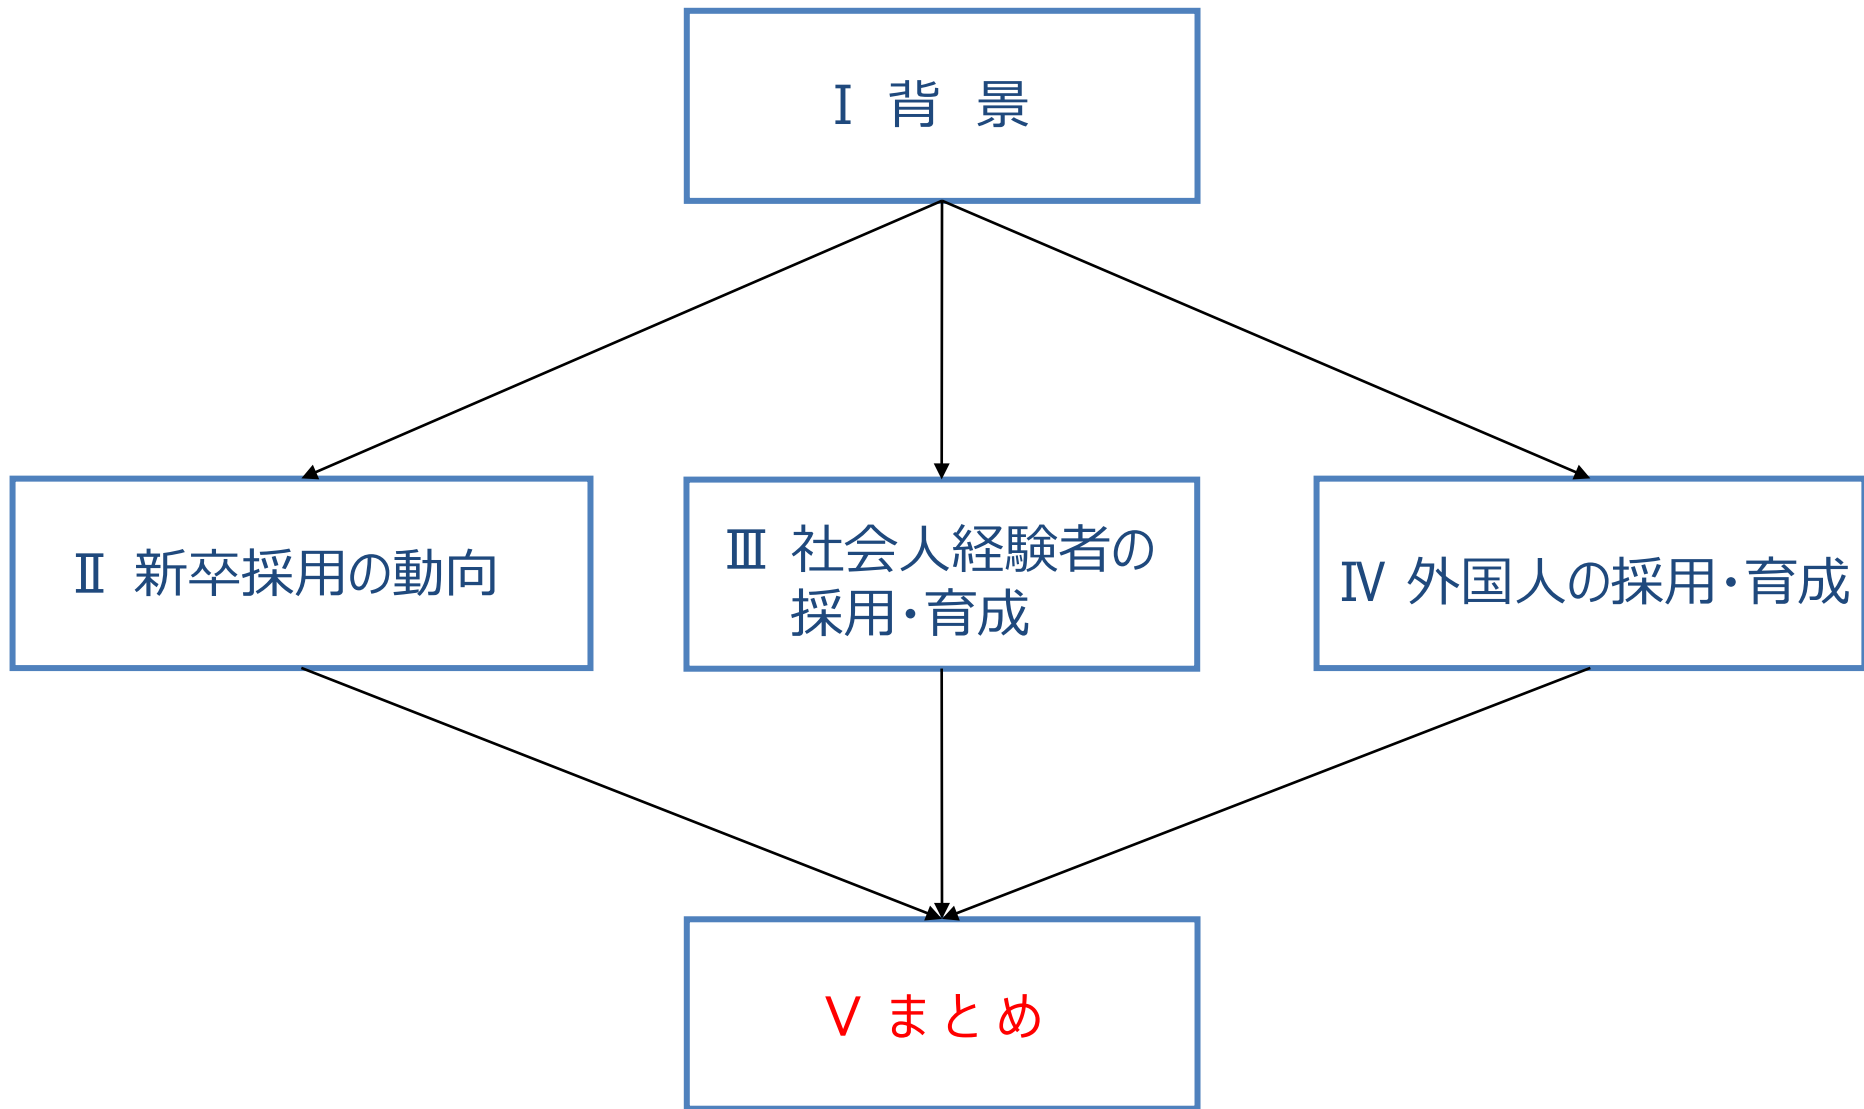 Ⅰ 背 景
Ⅱ 新卒採用の動向
Ⅲ 社会人経験者の
採用・育成
Ⅳ 外国人の採用・育成
Ⅴ まとめ